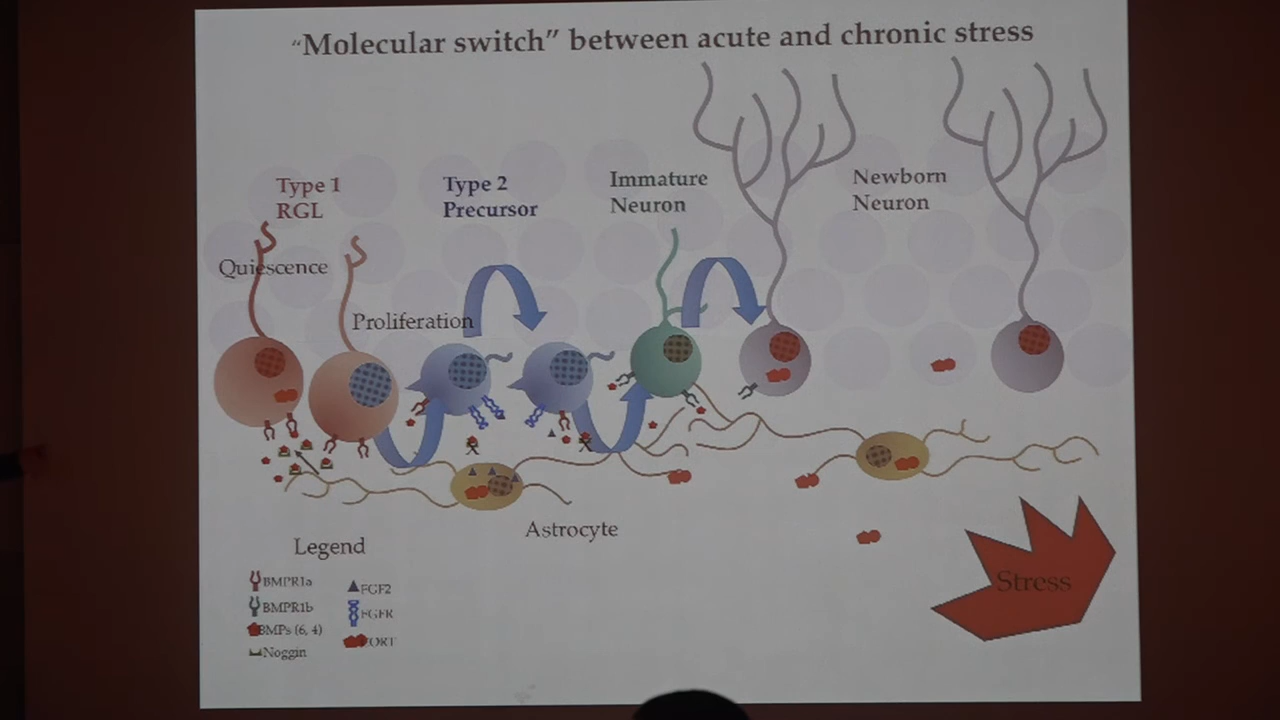 “Molecular switch” between acute and chronic stress
Type 1
RGL
Type 2
Precursor
Immature
Neuron
Newborn
Neuron
Quiescence
Proliferation
Astrocyte
Legend
BMPR1a
BMPR1b
BMPs (6, 4)
Noggin
FGF2
FGFR
CORT
Stress